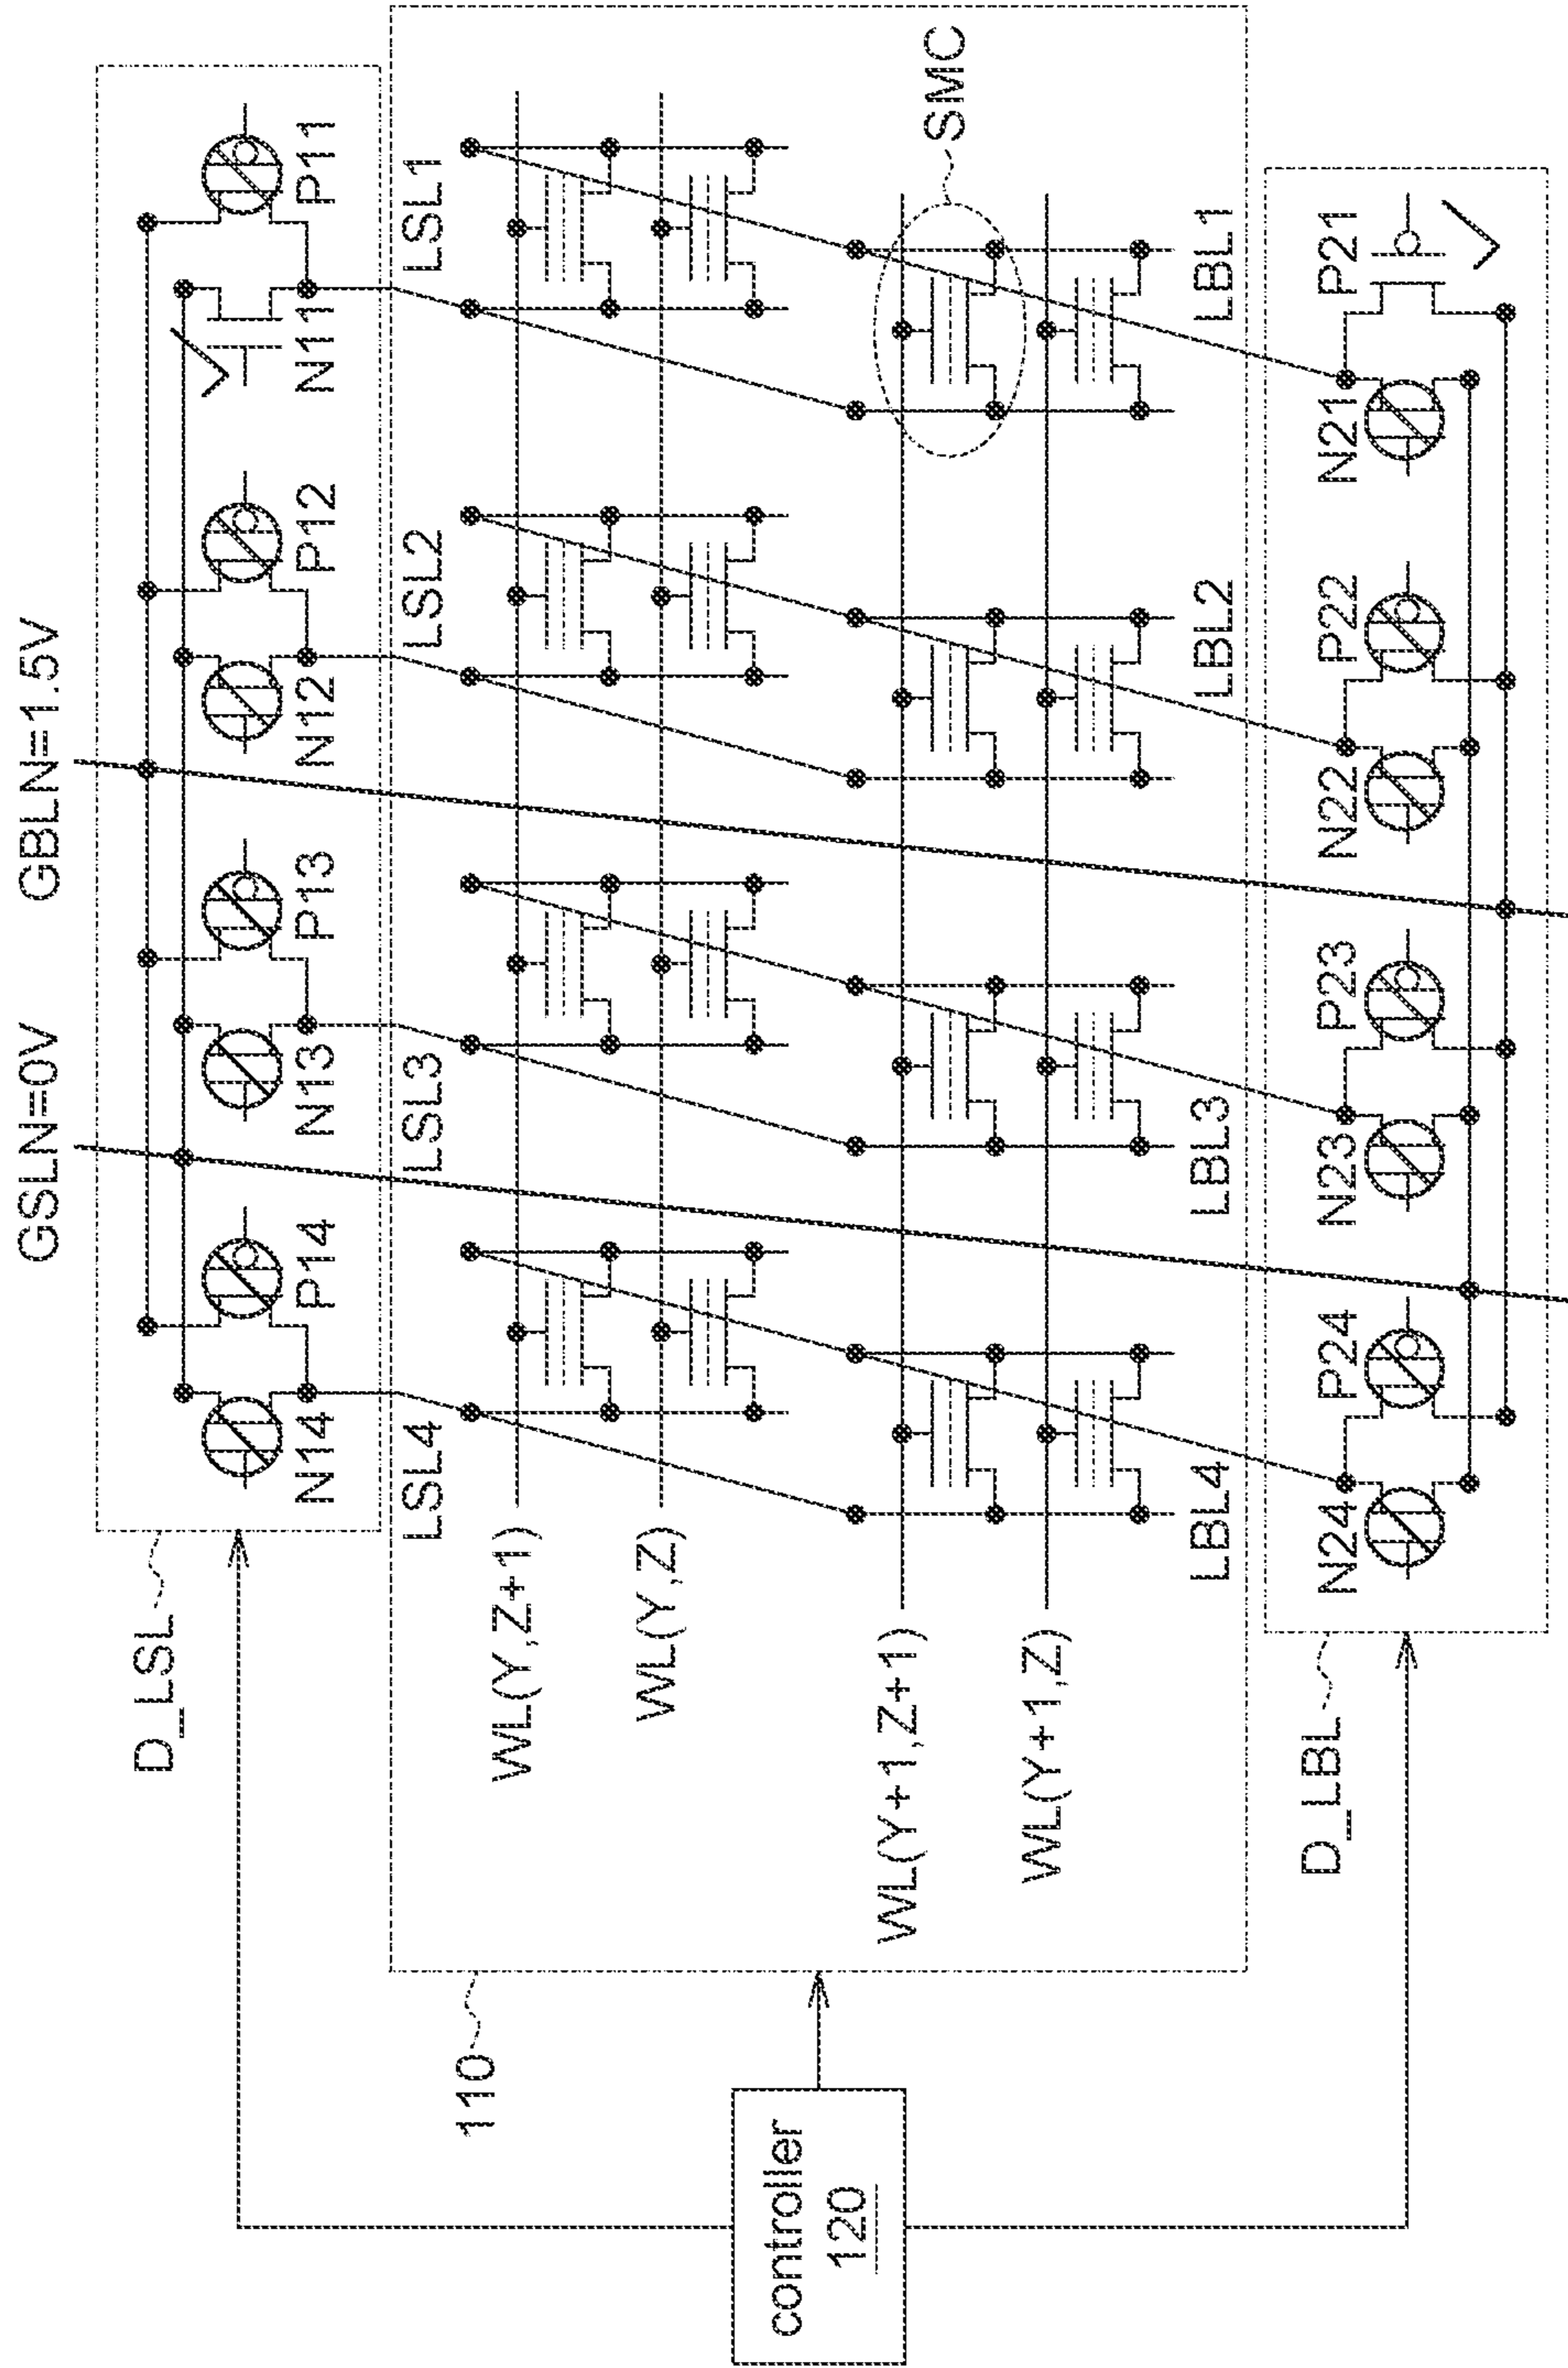 GSLN=0V
GBLN=1.5V
D_LSL
N14
P14
N13
P13
N12
P12
N11
P11
LSL4
LSL3
LSL2
LSL1
WL(Y,Z+1)
WL(Y,Z)
110
SMC
controller
120
WL(Y+1,Z+1)
WL(Y+1,Z)
LBL4
LBL3
LBL2
LBL1
D_LBL
N24
P24
N23
P23
N22
P22
N21
P21